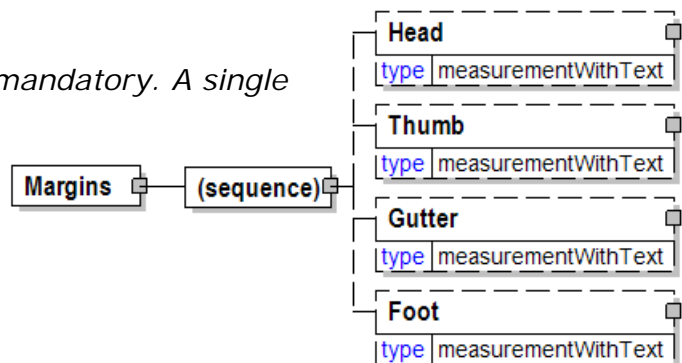 mandatory. A single
Margins
(sequence)
Head
type measurementWithText
Thumb
type measurementWithText
Gutter
type measurementWithText
Foot
type measurementWithText